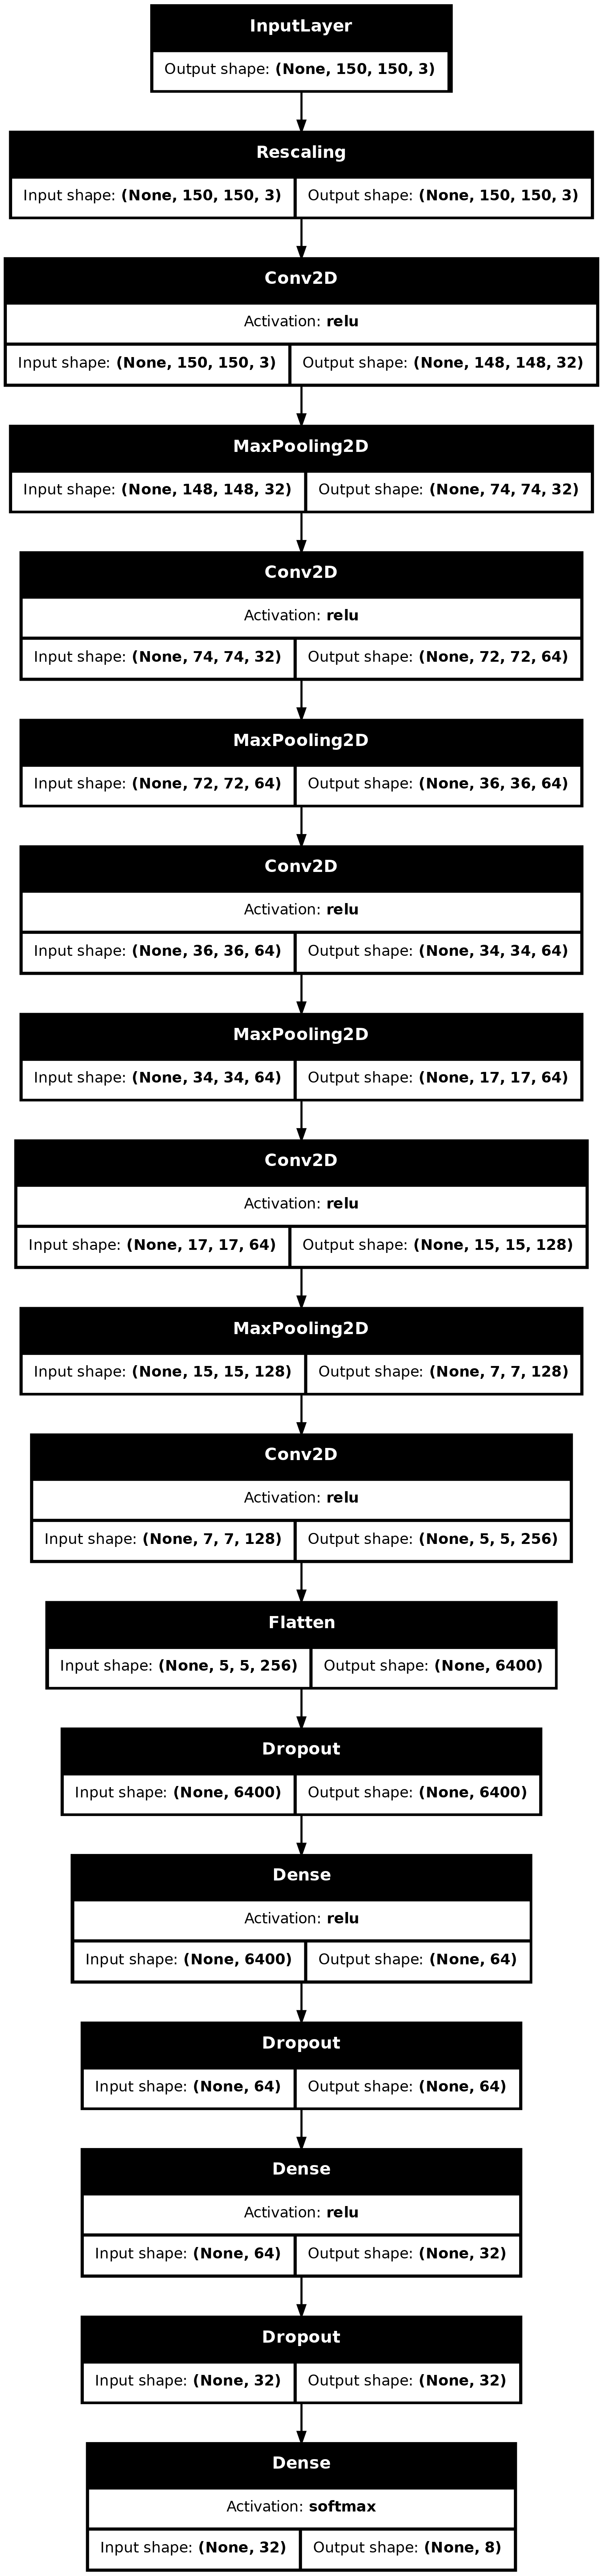 InputLayer
Output shape: (None, 150, 150, 3)
Rescaling
Input shape: (None, 150, 150, 3) Output shape: (None, 150, 150, 3)
Conv2D
Activation: relu
Input shape: (None, 150, 150, 3) Output shape: (None, 148, 148, 32)
MaxPooling2D
Input shape: (None, 148, 148, 32) Output shape: (None, 74, 74, 32)
Conv2D
Activation: relu
Input shape: (None, 74, 74, 32) Output shape: (None, 72, 72, 64)
MaxPooling2D
Input shape: (None, 72, 72, 64) Output shape: (None, 36, 36, 64)
Conv2D
Activation: relu
Input shape: (None, 36, 36, 64) Output shape: (None, 34, 34, 64)
MaxPooling2D
Input shape: (None, 34, 34, 64) Output shape: (None, 17, 17, 64)
Conv2D
Activation: relu
Input shape: (None, 17, 17, 64) Output shape: (None, 15, 15, 128)
MaxPooling2D
Input shape: (None, 15, 15, 128) Output shape: (None, 7, 7, 128)
Conv2D
Activation: relu
Input shape: (None, 7, 7, 128) Output shape: (None, 5, 5, 256)
Flatten
Input shape: (None, 5, 5, 256) Output shape: (None, 6400)
Dropout
Input shape: (None, 6400) Output shape: (None, 6400)
Dense
Activation: relu
Input shape: (None, 6400) Output shape: (None, 64)
Dropout
Input shape: (None, 64) Output shape: (None, 64)
Dense
Activation: relu
Input shape: (None, 64) Output shape: (None, 32)
Dropout
Input shape: (None, 32) Output shape: (None, 32)
Dense
Activation: softmax
Input shape: (None, 32) Output shape: (None, 8)